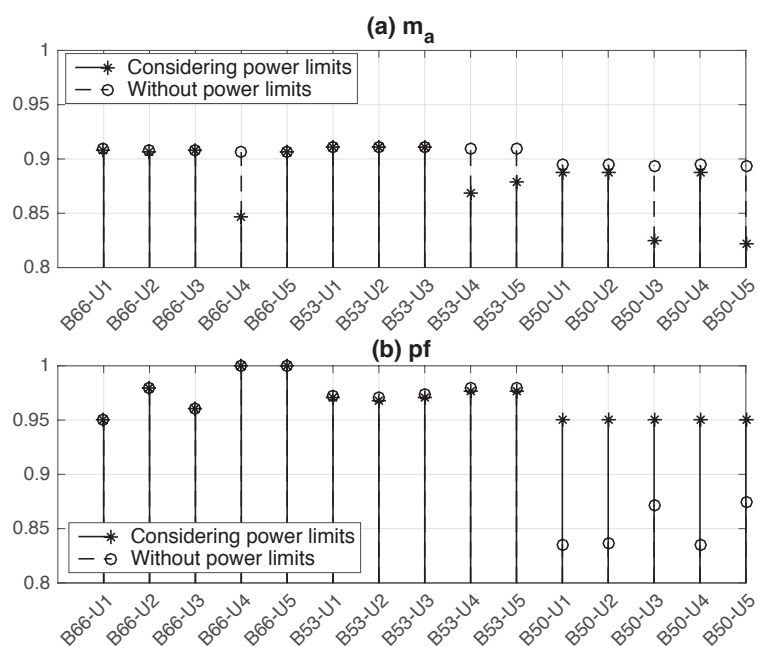 (a) m_a
1
Considering power limits
Without power limits
0.95
0.9
0.85
0.8
B66-U1 B66-U2 B66-U3 B66-U4 B66-U5 B53-U1 B53-U2 B53-U3 B53-U4 B53-U5 B50-U1 B50-U2 B50-U3 B50-U4 B50-U5
(b) pf
1
0.95
0.9
0.85
Considering power limits
Without power limits
0.8
B66-U1 B66-U2 B66-U3 B66-U4 B66-U5 B53-U1 B53-U2 B53-U3 B53-U4 B53-U5 B50-U1 B50-U2 B50-U3 B50-U4 B50-U5